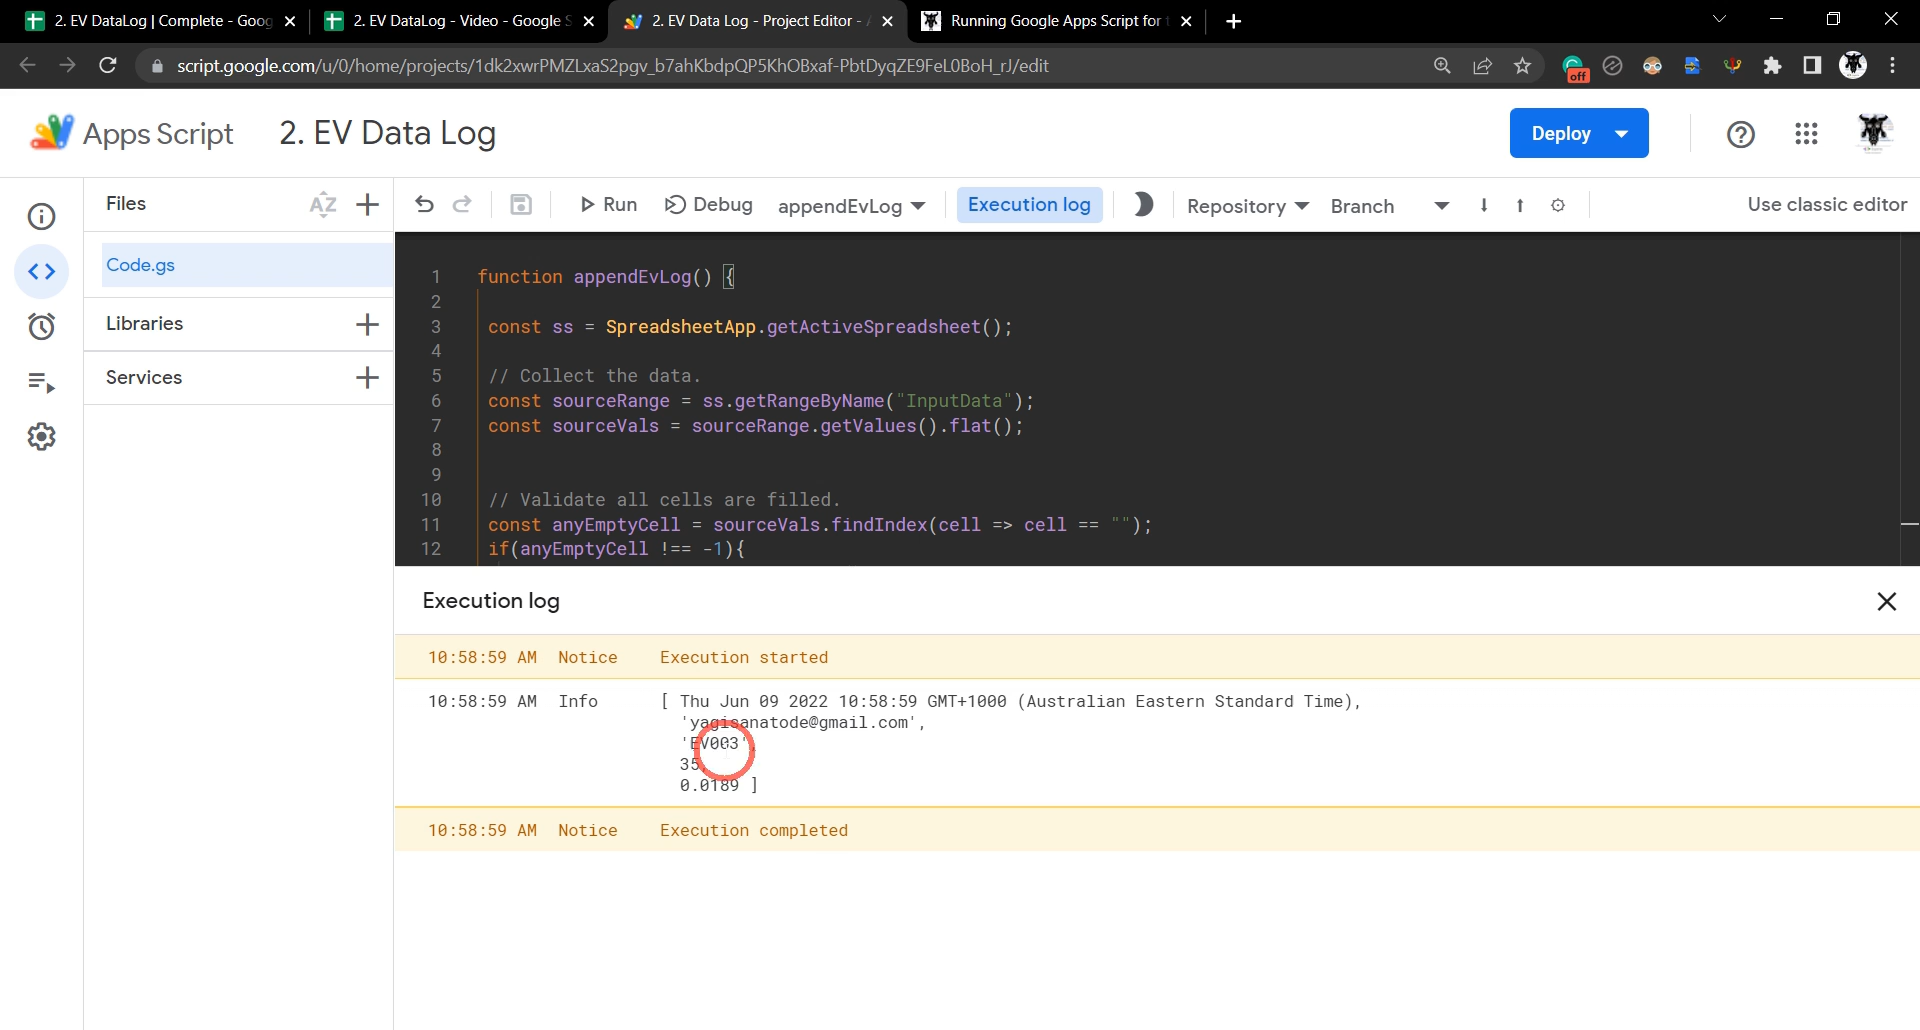 2. EV DataLog | Complete - Goog
2. EV DataLog - Video - Google S
2. EV Data Log - Project Editor - A
Running Google Apps Script for t
script.google.com/u/0/home/projects/1dk2xwrPMZLxaS2pgv_b7ahKbdpQP5KhOBxaf-PbtDyqZE9FeL0BoH_rJ/edit
off
Apps Script
2. EV Data Log
Deploy
Files
AZ
Run
Debug
appendEvLog
Execution log
Repository
Branch
Use classic editor
Code.gs
Libraries
Services
1 function appendEvLog() {
2
3 const ss = SpreadsheetApp.getActiveSpreadsheet();
4
5 // Collect the data.
6 const sourceRange = ss.getRangeByName("InputData");
7 const sourceVals = sourceRange.getValues().flat();
8
9
10 // Validate all cells are filled.
11 const anyEmptyCell = sourceVals.findIndex(cell => cell == "");
12 if(anyEmptyCell !== -1){
Execution log
10:58:59 AM Notice Execution started
10:58:59 AM Info [ Thu Jun 09 2022 10:58:59 GMT+1000 (Australian Eastern Standard Time),
'yagisanatode@gmail.com',
'EV003',
35,
0.0189 ]
10:58:59 AM Notice Execution completed